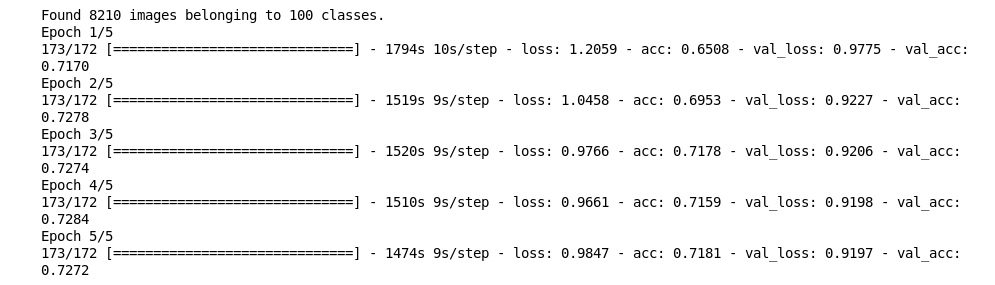 Found 8210 images belonging to 100 classes.
Epoch 1/5
173/172 [==============================] - 1794s 10s/step - loss: 1.2059 - acc: 0.6508 - val_loss: 0.9775 - val_acc:
0.7170
Epoch 2/5
173/172 [==============================] - 1519s 9s/step - loss: 1.0458 - acc: 0.6953 - val_loss: 0.9227 - val_acc:
0.7278
Epoch 3/5
173/172 [==============================] - 1520s 9s/step - loss: 0.9766 - acc: 0.7178 - val_loss: 0.9206 - val_acc:
0.7274
Epoch 4/5
173/172 [==============================] - 1510s 9s/step - loss: 0.9661 - acc: 0.7159 - val_loss: 0.9198 - val_acc:
0.7284
Epoch 5/5
173/172 [==============================] - 1474s 9s/step - loss: 0.9847 - acc: 0.7181 - val_loss: 0.9197 - val_acc:
0.7272